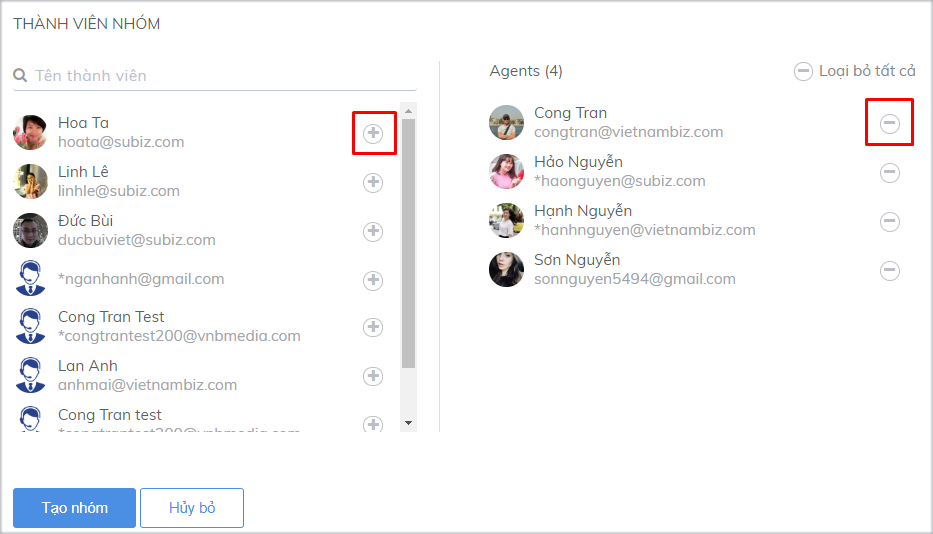 THÀNH VIÊN NHÓM
Tên thành viên
Hoa Ta
hoata@subiz.com
Linh Lê
linhle@subiz.com
Đức Bùi
ducbuiviet@subiz.com
*nganhanh@gmail.com
Cong Tran Test
*congtrantest200@vnbmedia.com
Lan Anh
anhmai@vietnambiz.com
Cong Tran test
*congtrantest200@vnbmedia.com
Agents (4)
Loại bỏ tất cả
Cong Tran
congtran@vietnambiz.com
Hảo Nguyễn
*haonguyen@subiz.com
Hạnh Nguyễn
*hanhnguyen@vietnambiz.com
Sơn Nguyễn
sonnguyen5494@gmail.com
Tạo nhóm
Hủy bỏ